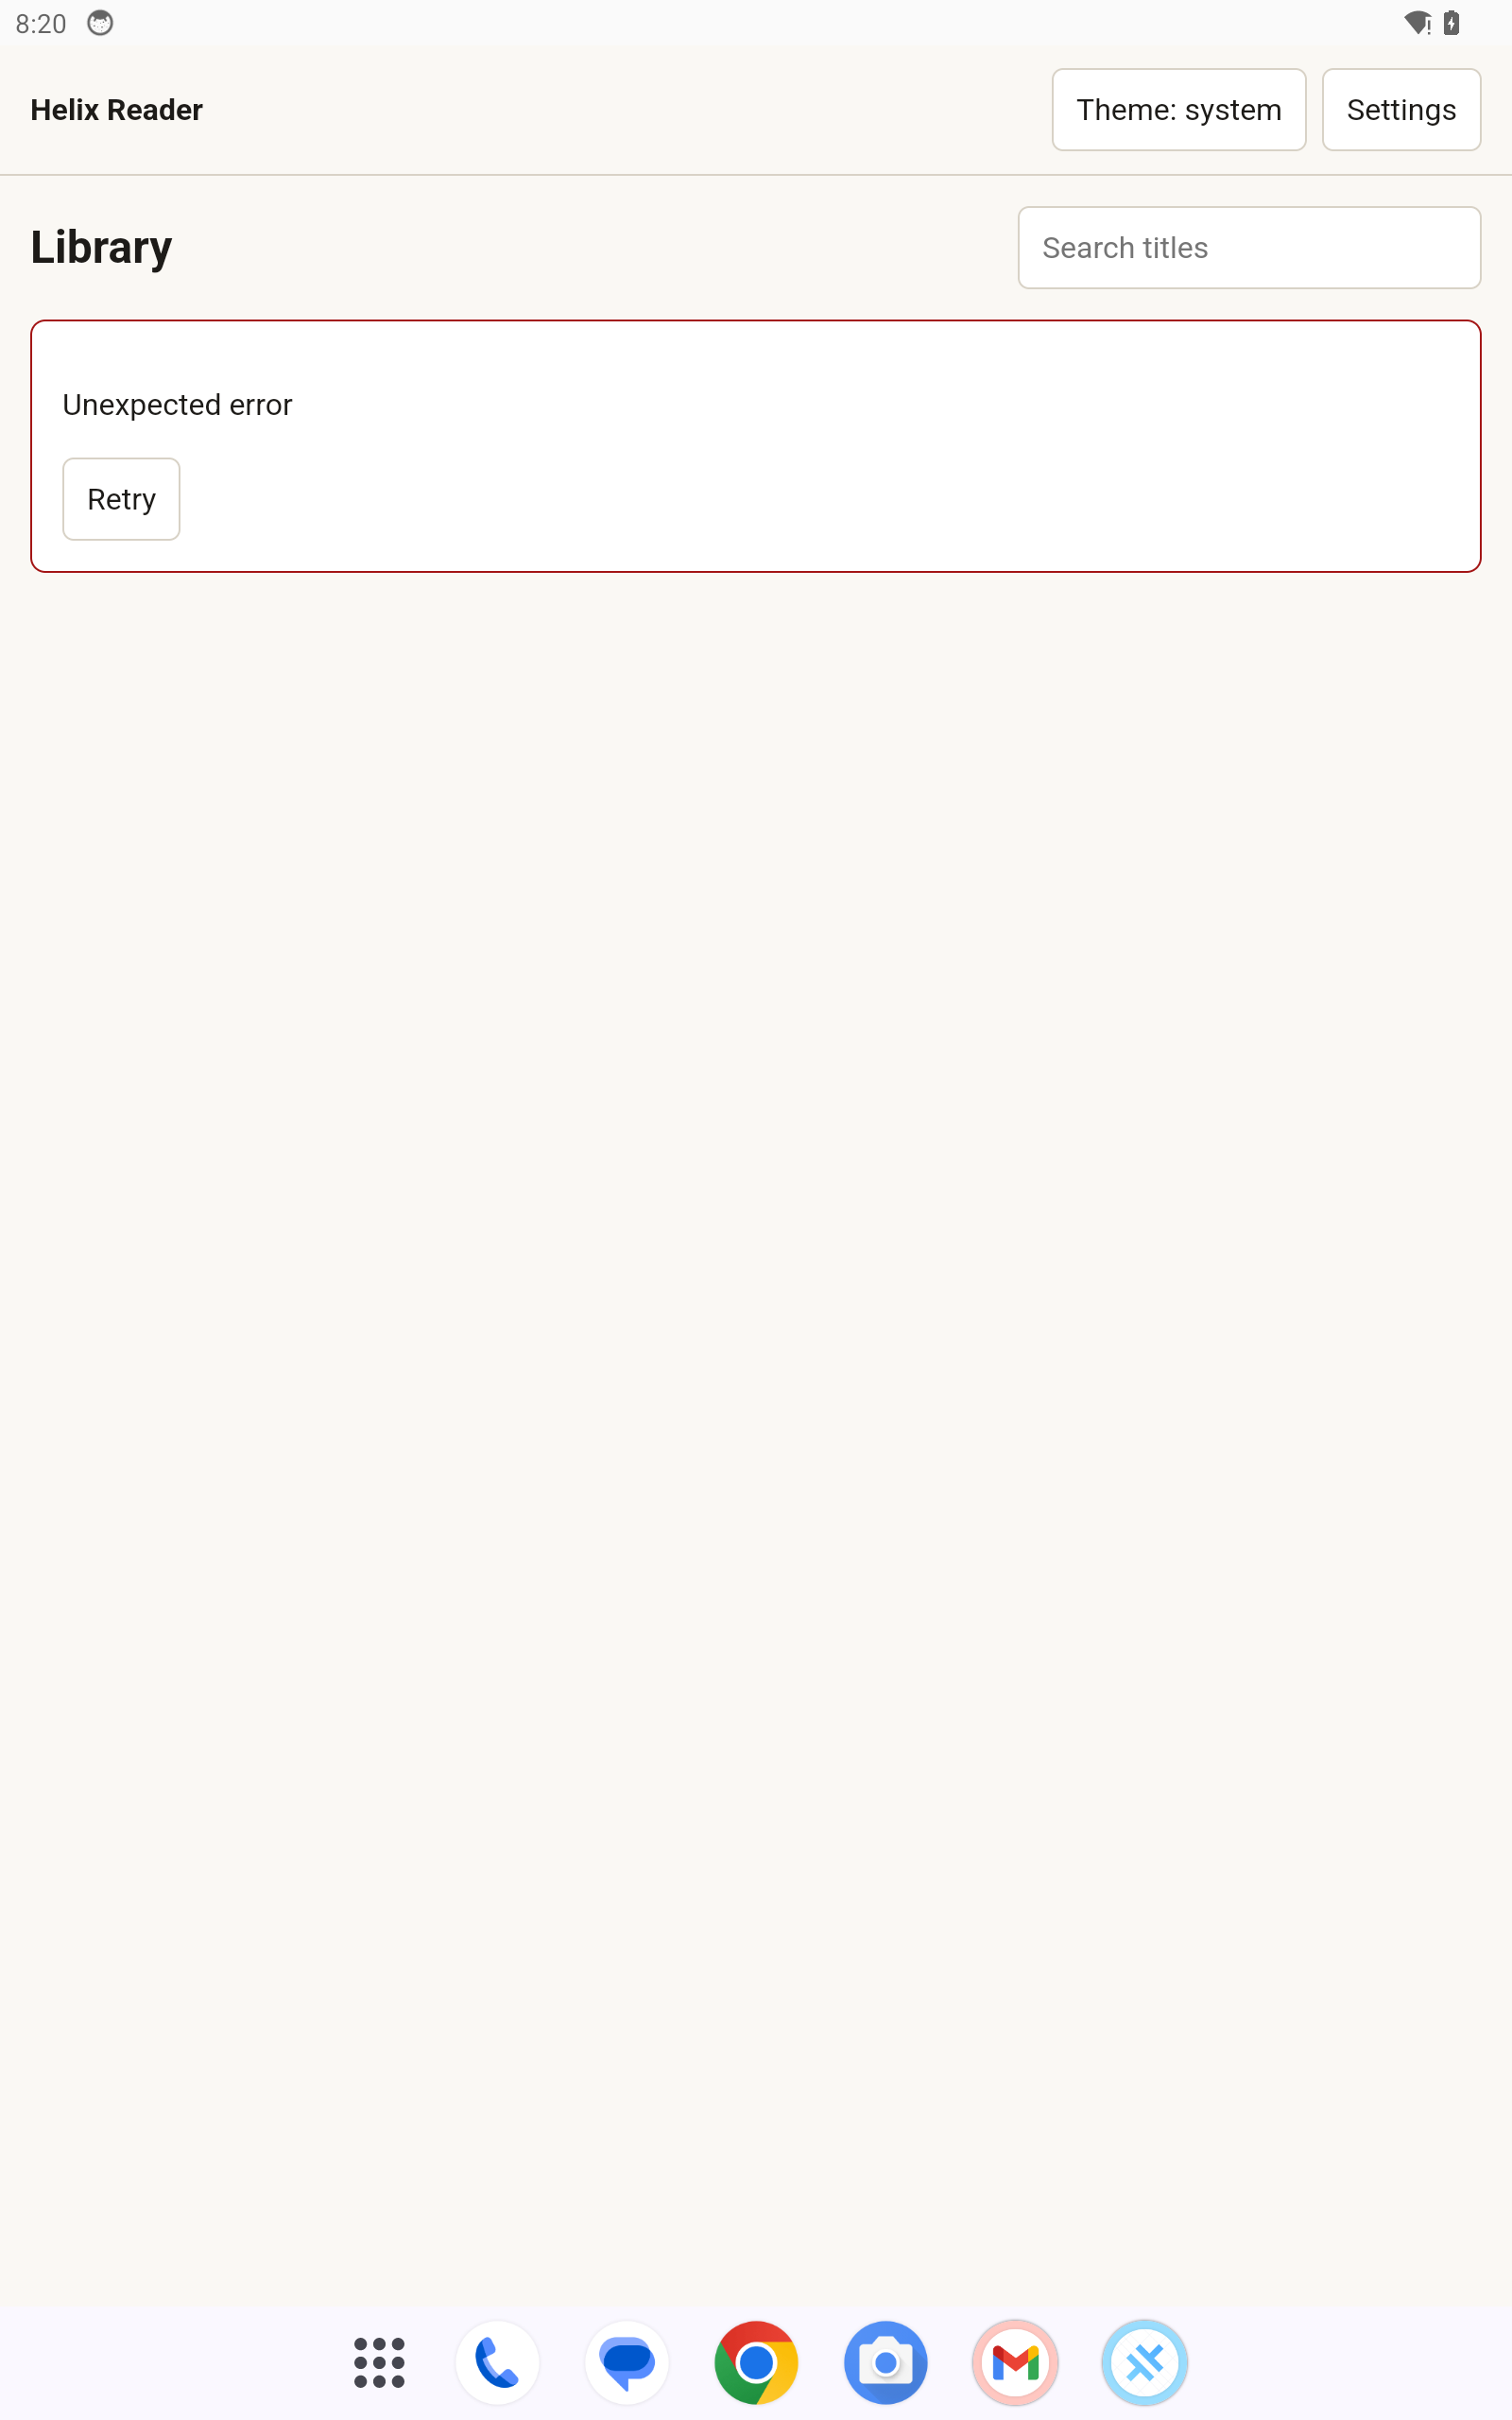 8:20
Helix Reader
Theme: system
Settings
Library
Search titles
Unexpected error
Retry